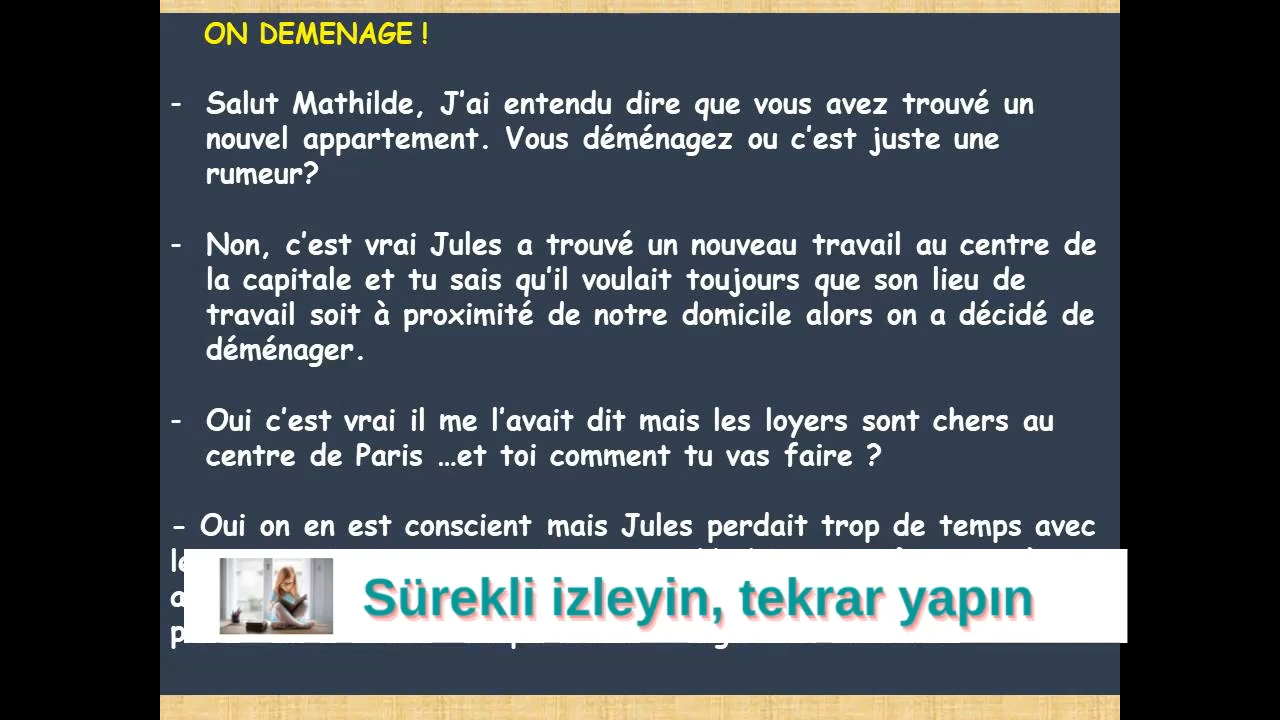 ON DEMENAGE !
- Salut Mathilde, J'ai entendu dire que vous avez trouvé un
nouvel appartement. Vous déménagez ou c'est juste une
rumeur?
- Non, c'est vrai Jules a trouvé un nouveau travail au centre de
la capitale et tu sais qu'il voulait toujours que son lieu de
travail soit à proximité de notre domicile alors on a décidé de
déménager.
- Oui c'est vrai il me l'avait dit mais les loyers sont chers au
centre de Paris …et toi comment tu vas faire ?
- Oui on en est conscient mais Jules perdait trop de temps avec
Sürekli izleyin, tekrar yapın